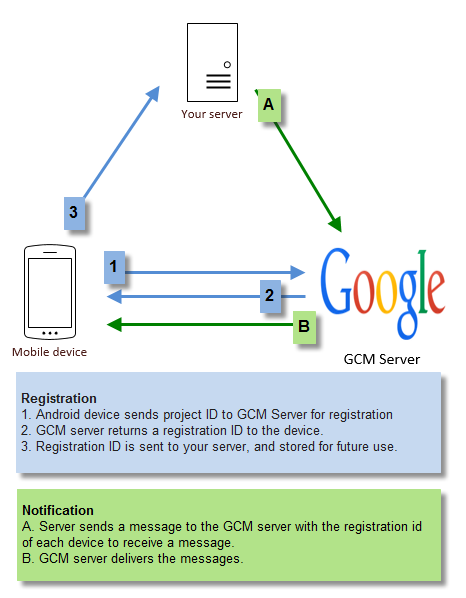 Your server
A
3
1
2
Google
B
Mobile device
GCM Server
Registration
1. Android device sends project ID to GCM Server for registration
2. GCM server returns a registration ID to the device.
3. Registration ID is sent to your server, and stored for future use.
Notification
A. Server sends a message to the GCM server with the registration id
of each device to receive a message.
B. GCM server delivers the messages.